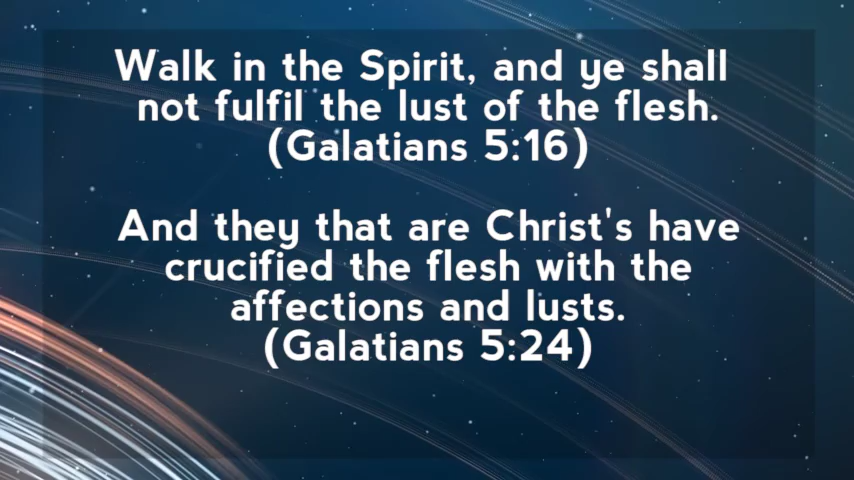 Walk in the Spirit, and ye shall
not fulfil the lust of the flesh.
(Galatians 5:16)
And they that are Christ's have
crucified the flesh with the
affections and lusts.
(Galatians 5:24)